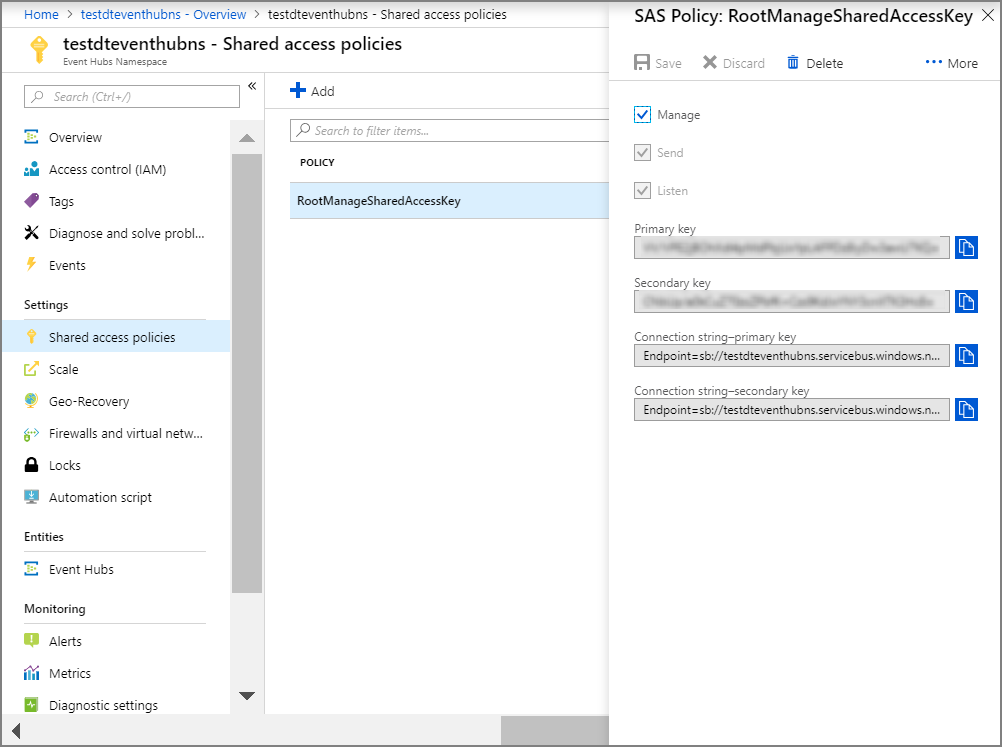 Home > testdteventhubns - Overview > testdteventhubns - Shared access policies
testdteventhubns - Shared access policies
Event Hubs Namespace
Search (Ctrl+/)
Overview
Access control (IAM)
Tags
Diagnose and solve probl...
Events
Settings
Shared access policies
Scale
Geo-Recovery
Firewalls and virtual netw...
Locks
Automation script
Entities
Event Hubs
Monitoring
Alerts
Metrics
Diagnostic settings
Add
Search to filter items...
POLICY
RootManageSharedAccessKey
SAS Policy: RootManageSharedAccessKey
Save Discard Delete ··· More
Manage
Send
Listen
Primary key
Secondary key
Connection string–primary key
Endpoint=sb://testdteventhubns.servicebus.windows.n...
Connection string–secondary key
Endpoint=sb://testdteventhubns.servicebus.windows.n...